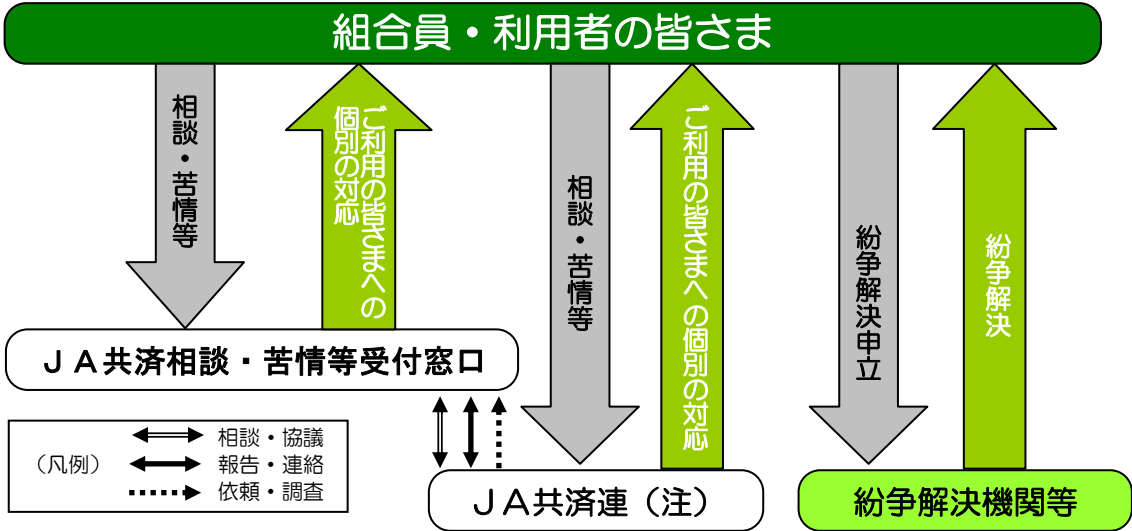 組合員・利用者の皆さま
相談・苦情等
ご利用の皆さまへの
個別の対応
相談・苦情等
ご利用の皆さまへの個別の対応
紛争解決申立
紛争解決
ＪＡ共済相談・苦情等受付窓口
（凡例）
相談・協議
報告・連絡
依頼・調査
ＪＡ共済連（注）
紛争解決機関等